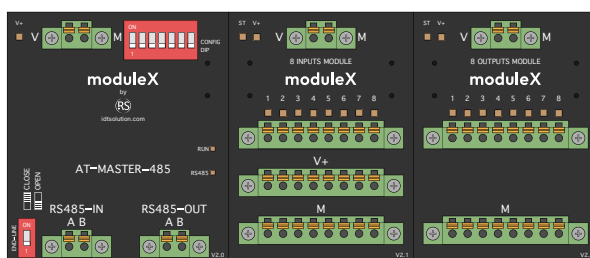 V+
V M
ON
1
CONFIG
DIP
moduleX
by
RS
idtsolution.com
RUN
AT-MASTER-485
RS485
CLOSE
OPEN
RS485-IN
A B
RS485-OUT
A B
END-LINE
ON
1
V2.0
ST V+
V M
8 INPUTS MODULE
moduleX
1 2 3 4 5 6 7 8
V+
M
V2.1
ST V+
V M
8 OUTPUTS MODULE
moduleX
1 2 3 4 5 6 7 8
M